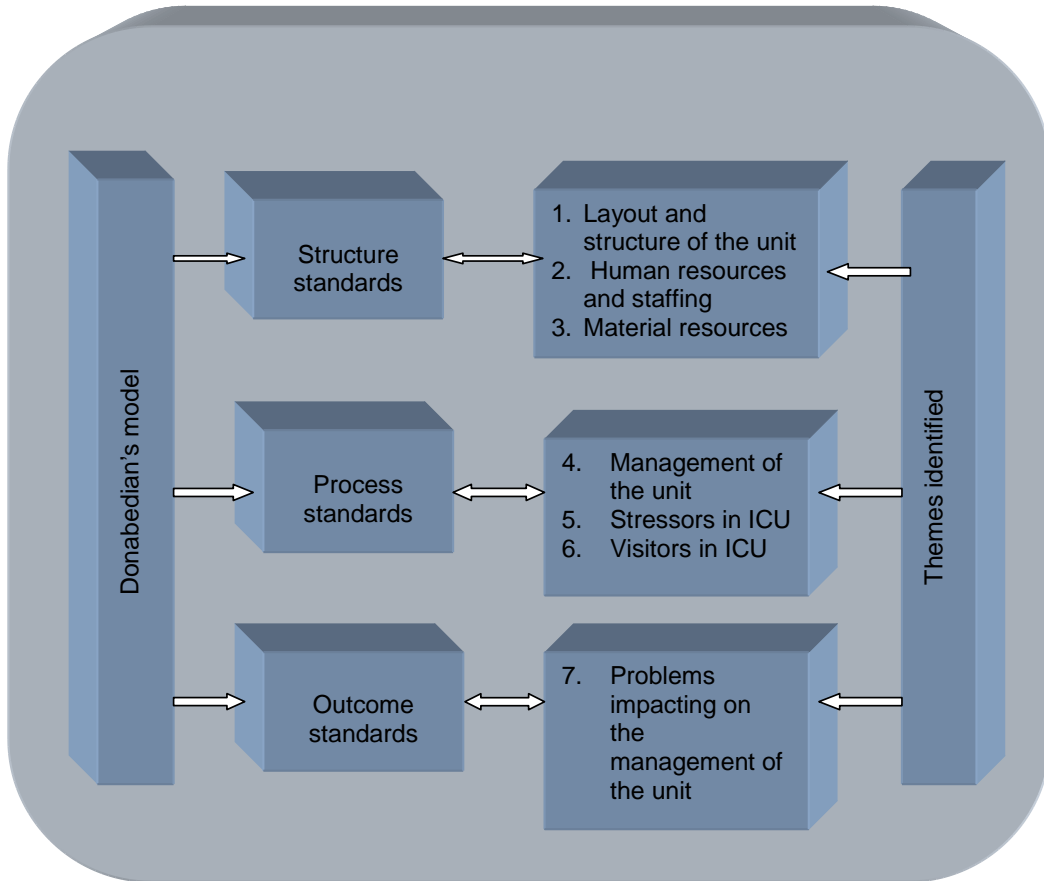 Donabedian’s model
Structure
standards
1. Layout and
structure of the unit
2. Human resources
and staffing
3. Material resources
Process
standards
4. Management of
the unit
5. Stressors in ICU
6. Visitors in ICU
Outcome
standards
7. Problems
impacting on
the
management of
the unit
Themes identified